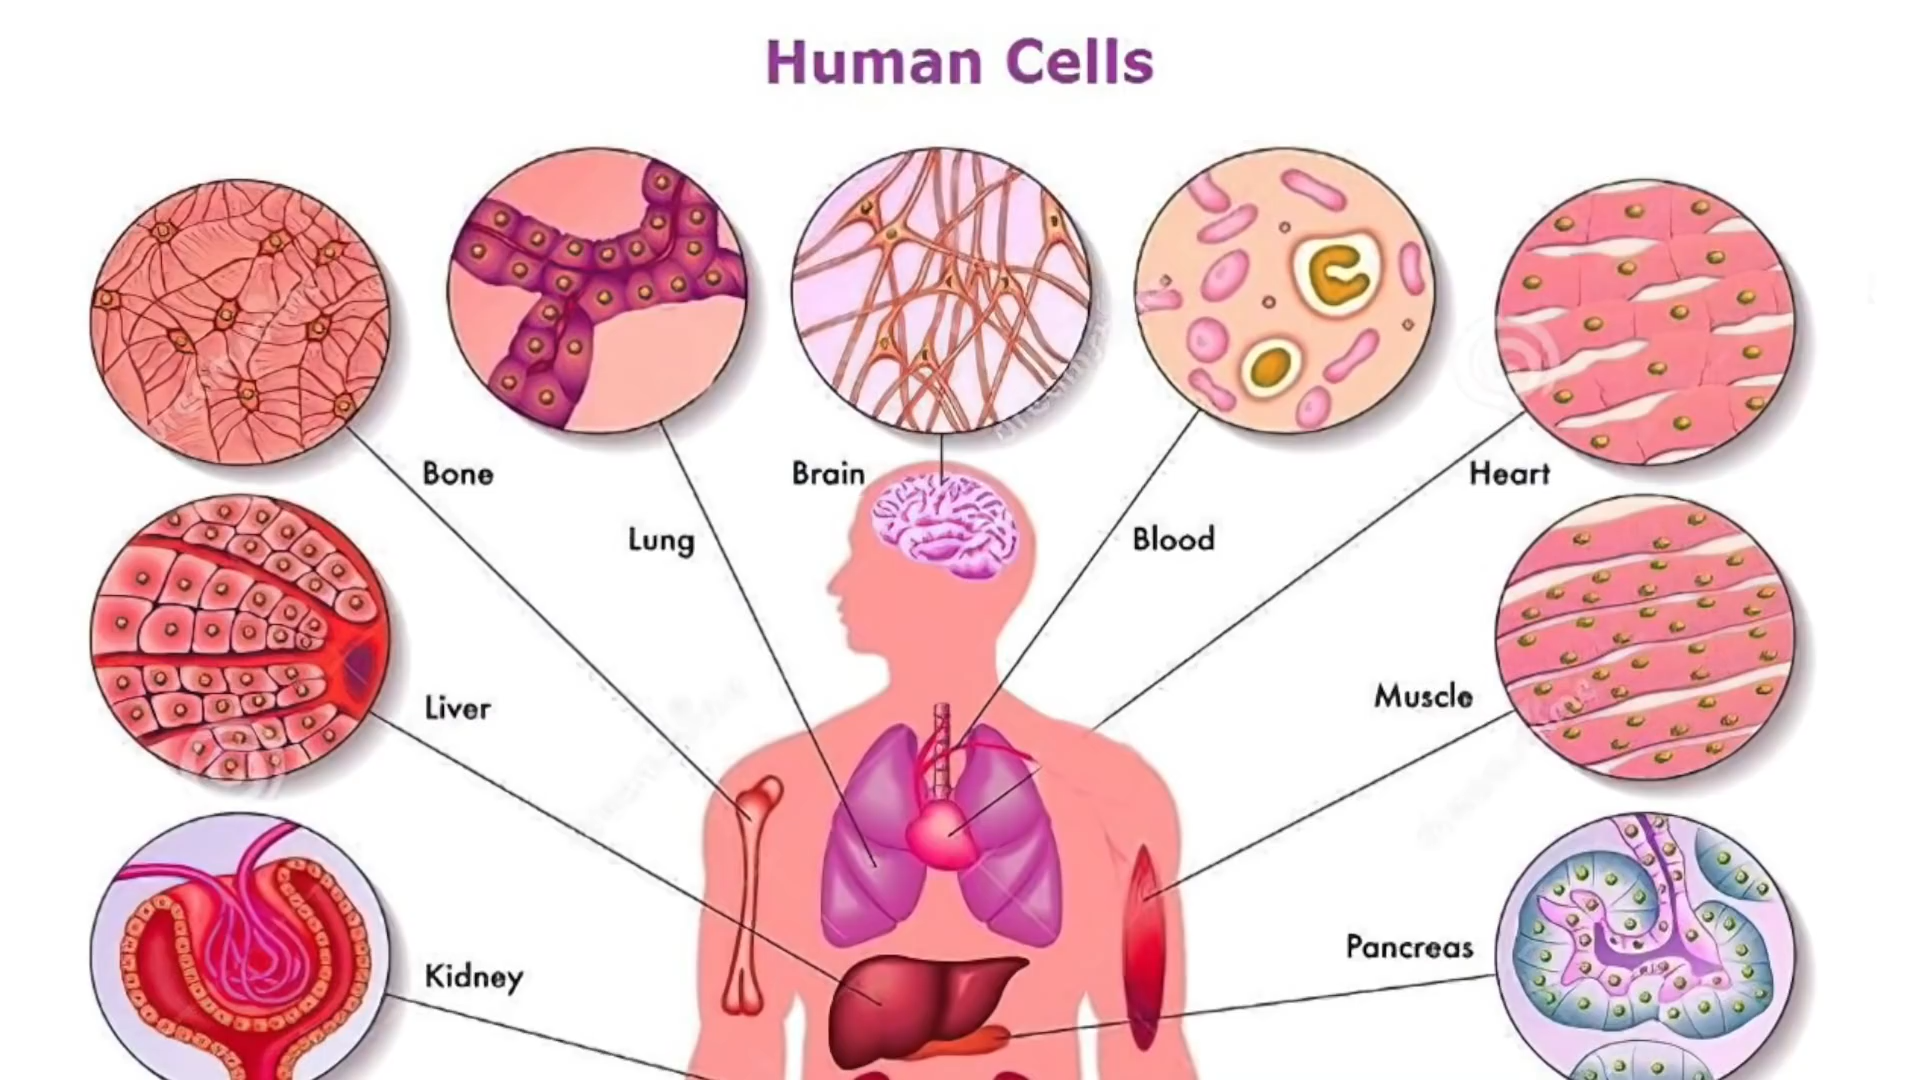 Human Cells
Bone
Brain
Heart
Lung
Blood
Liver
Muscle
Kidney
Pancreas